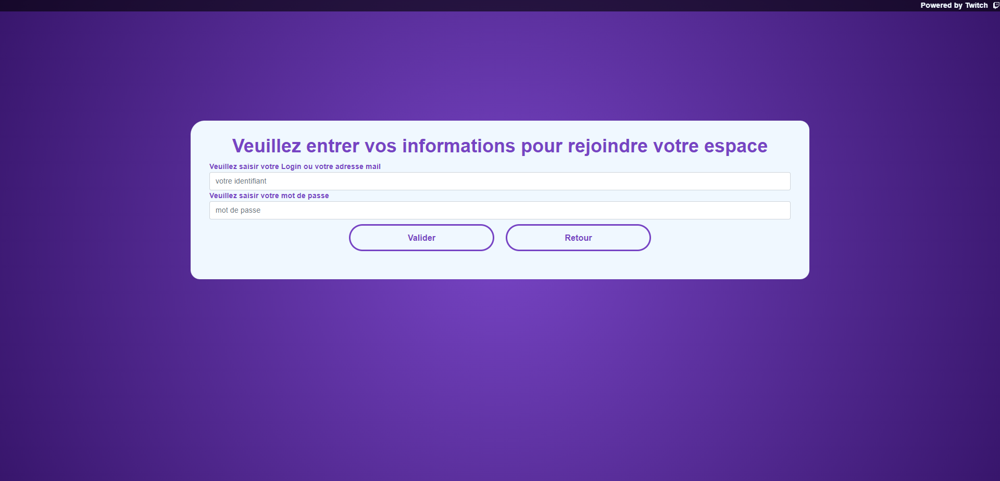 Powered by Twitch
Veuillez entrer vos informations pour rejoindre votre espace
Veuillez saisir votre Login ou votre adresse mail
votre identifiant
Veuillez saisir votre mot de passe
mot de passe
Valider Retour